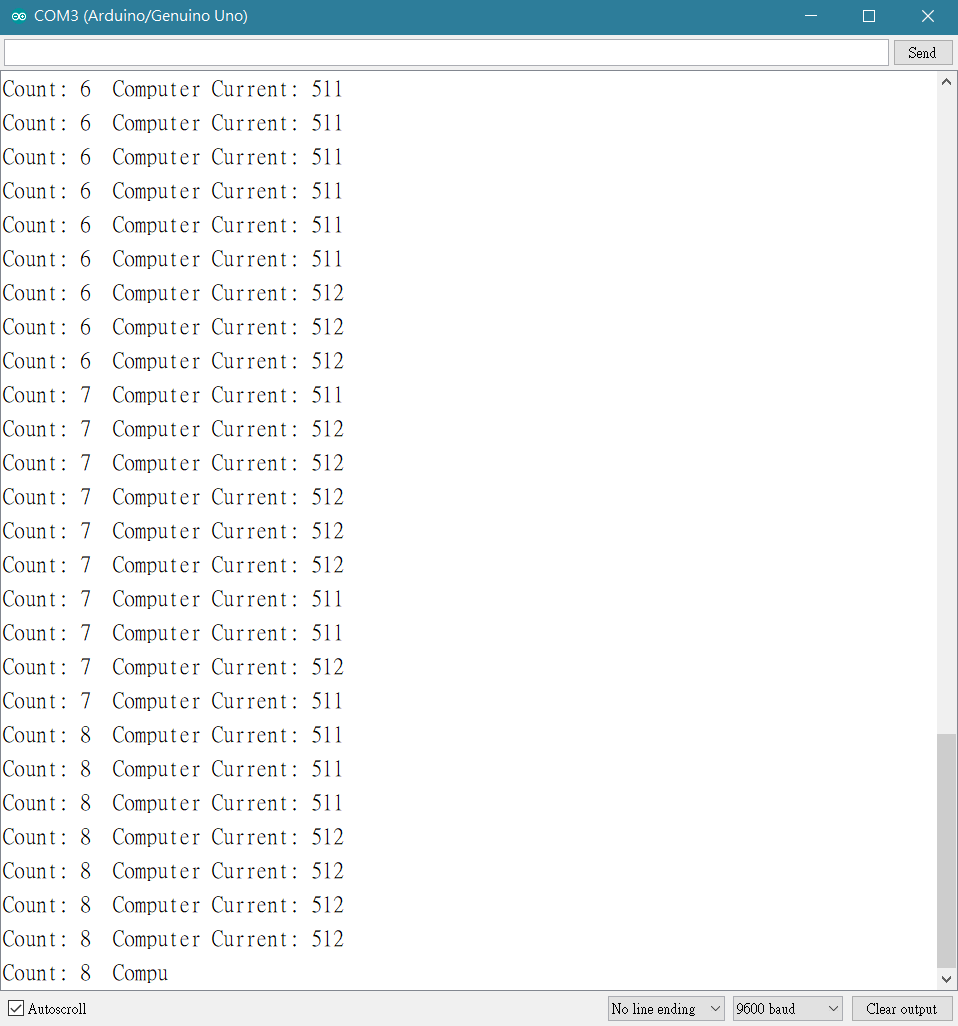 COM3 (Arduino/Genuino Uno)
Send
Count: 6  Computer Current: 511
Count: 6  Computer Current: 511
Count: 6  Computer Current: 511
Count: 6  Computer Current: 511
Count: 6  Computer Current: 511
Count: 6  Computer Current: 511
Count: 6  Computer Current: 512
Count: 6  Computer Current: 512
Count: 6  Computer Current: 512
Count: 7  Computer Current: 511
Count: 7  Computer Current: 512
Count: 7  Computer Current: 512
Count: 7  Computer Current: 512
Count: 7  Computer Current: 512
Count: 7  Computer Current: 512
Count: 7  Computer Current: 511
Count: 7  Computer Current: 511
Count: 7  Computer Current: 512
Count: 7  Computer Current: 511
Count: 8  Computer Current: 511
Count: 8  Computer Current: 511
Count: 8  Computer Current: 511
Count: 8  Computer Current: 512
Count: 8  Computer Current: 512
Count: 8  Computer Current: 512
Count: 8  Computer Current: 512
Count: 8  Compu
Autoscroll No line ending 9600 baud Clear output